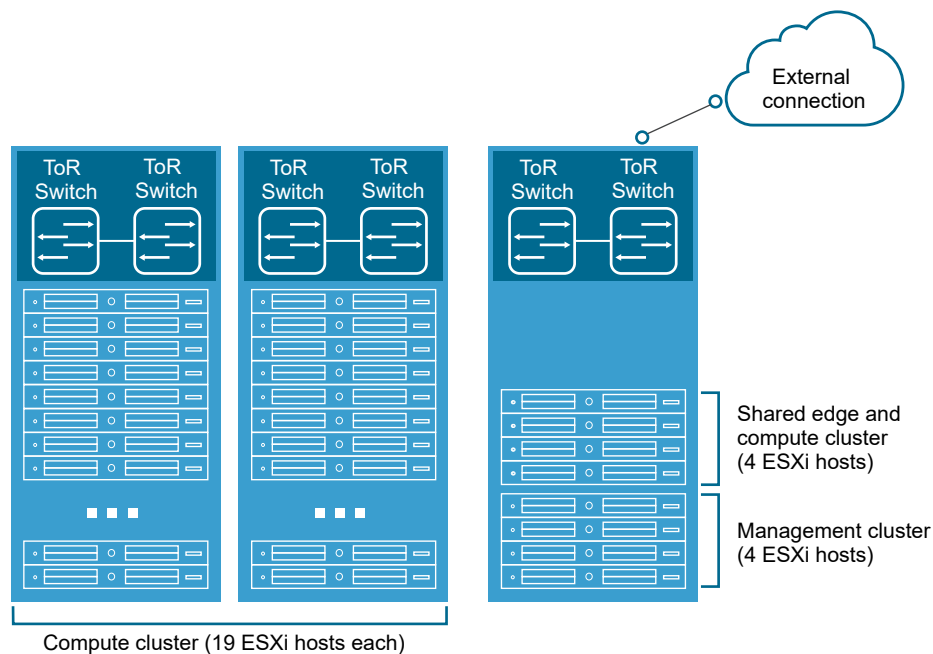 External
connection
ToR
Switch
ToR
Switch
ToR
Switch
ToR
Switch
ToR
Switch
ToR
Switch
Shared edge and
compute cluster
(4 ESXi hosts)
Management cluster
(4 ESXi hosts)
Compute cluster (19 ESXi hosts each)